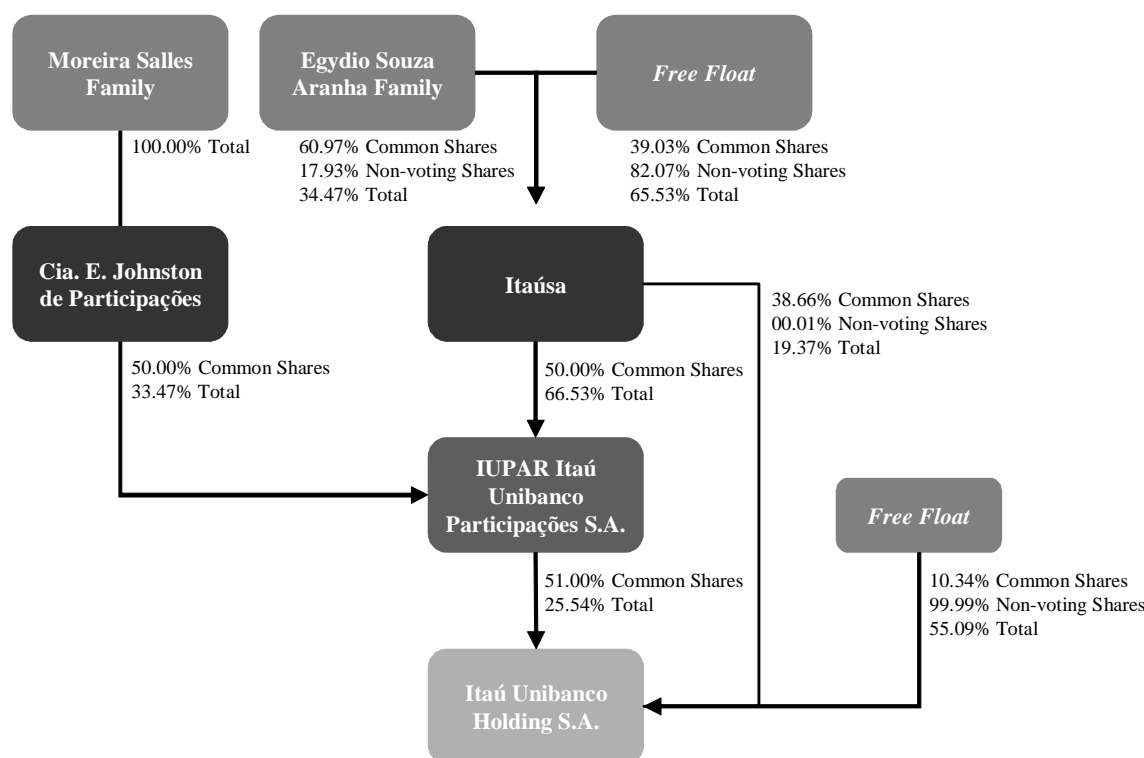 Moreira Salles
Family
Egydio Souza
Aranha Family
Free Float
100.00% Total
60.97% Common Shares
17.93% Non-voting Shares
34.47% Total
39.03% Common Shares
82.07% Non-voting Shares
65.53% Total
Cia. E. Johnston
de Participações
Itaúsa
38.66% Common Shares
00.01% Non-voting Shares
19.37% Total
50.00% Common Shares
33.47% Total
50.00% Common Shares
66.53% Total
IUPAR Itaú
Unibanco
Participações S.A.
Free Float
51.00% Common Shares
25.54% Total
10.34% Common Shares
99.99% Non-voting Shares
55.09% Total
Itaú Unibanco
Holding S.A.